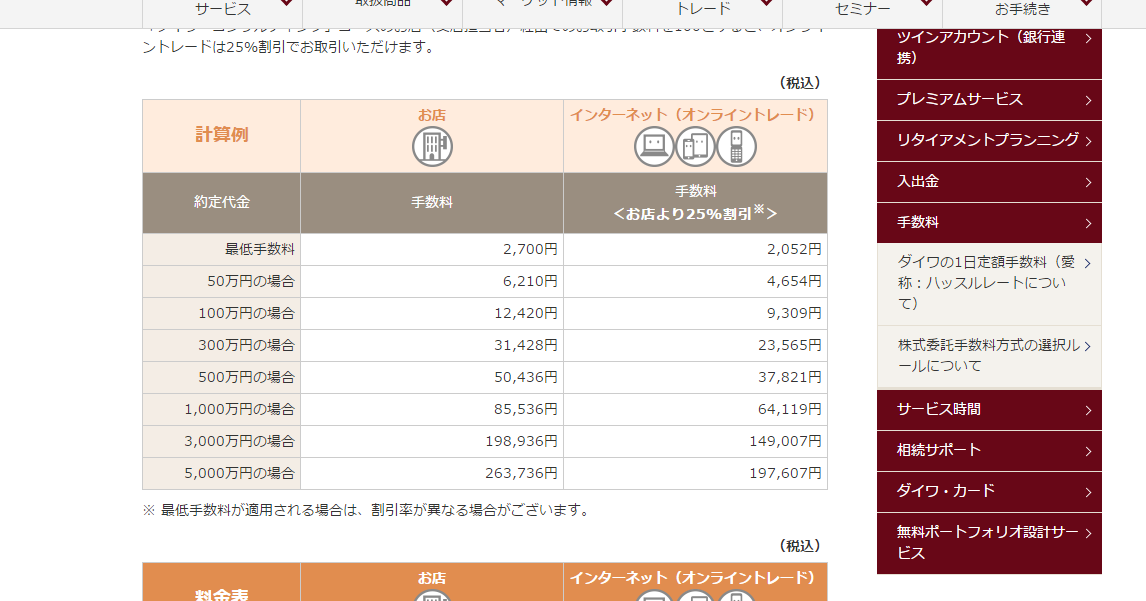 サービス
取扱商品
マーケット情報
トレード
セミナー
お手続き
ントレードは25%割引でお取引いただけます。
（税込）
計算例
お店
インターネット（オンライントレード）
約定代金
手数料
手数料
＜お店より25%割引※＞
最低手数料 2,700円 2,052円
50万円の場合 6,210円 4,654円
100万円の場合 12,420円 9,309円
300万円の場合 31,428円 23,565円
500万円の場合 50,436円 37,821円
1,000万円の場合 85,536円 64,119円
3,000万円の場合 198,936円 149,007円
5,000万円の場合 263,736円 197,607円
※ 最低手数料が適用される場合は、割引率が異なる場合がございます。
（税込）
料金表
お店
インターネット（オンライントレード）
ツインアカウント（銀行連
携）
プレミアムサービス
リタイアメントプランニング
入出金
手数料
ダイワの1日定額手数料（愛
称：ハッスルレートについ
て）
株式委託手数料方式の選択ル
ールについて
サービス時間
相続サポート
ダイワ・カード
無料ポートフォリオ設計サー
ビス